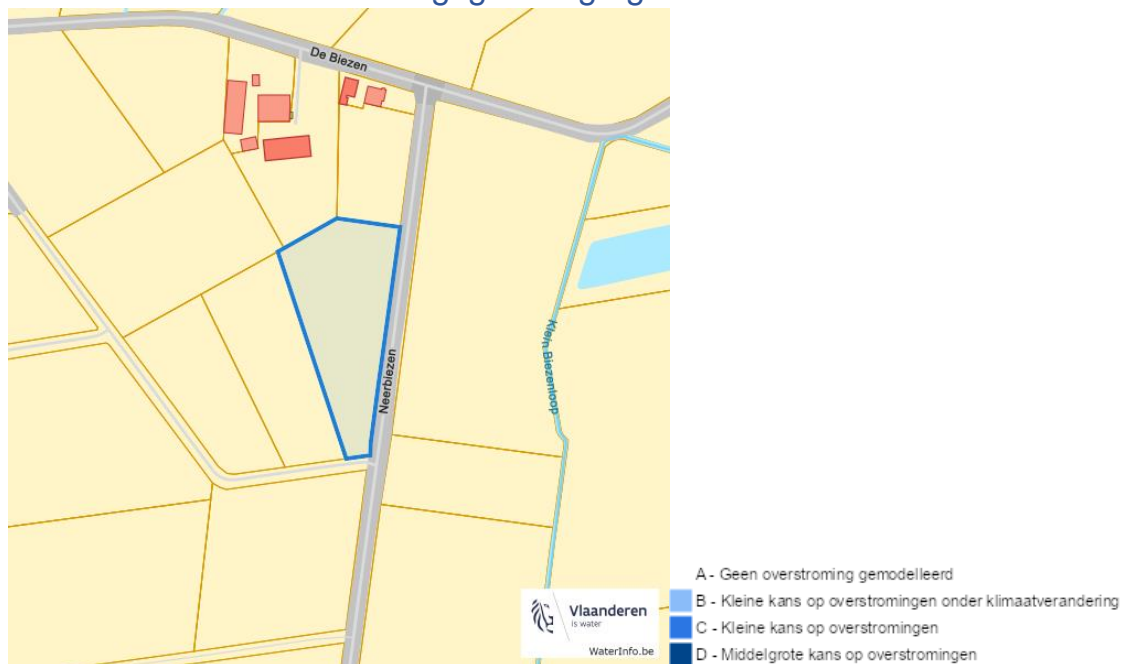 De Biezen
Neerbiezen
Klein Biezenloop
Vlaanderen
is water
WaterInfo.be
A - Geen overstroming gemodelleerd
B - Kleine kans op overstromingen onder klimaatverandering
C - Kleine kans op overstromingen
D - Middelgrote kans op overstromingen